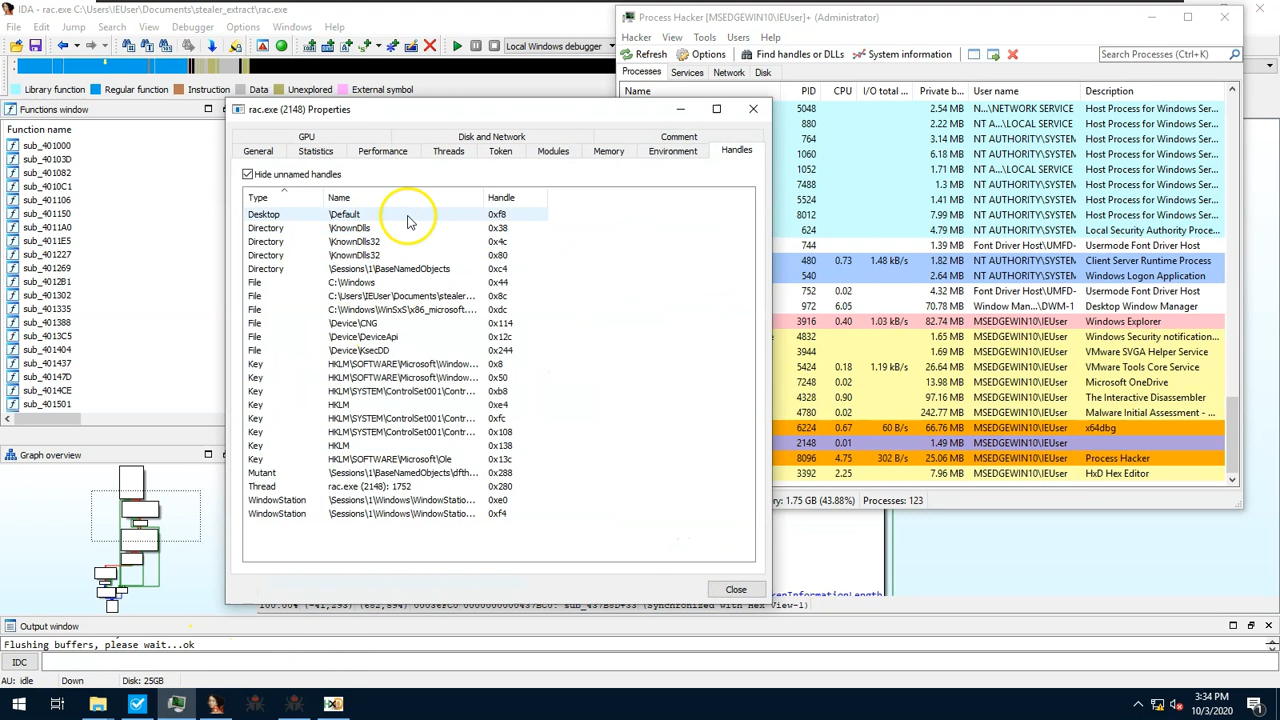 IDA - rac.exe C:\Users\IEUser\Documents\stealer_extract\rac.exe
File Edit Jump Search View Debugger Options Windows Help
Local Windows debugger
Library function Regular function Instruction Data Unexplored External symbol
Functions window
Function name
sub_401000
sub_40103D
sub_401082
sub_4010C1
sub_401106
sub_401150
sub_4011A0
sub_4011E5
sub_401227
sub_401269
sub_4012B1
sub_401302
sub_401335
sub_401388
sub_4013C5
sub_401404
sub_401437
sub_40147D
sub_4014CE
sub_401501
Graph overview
rac.exe (2148) Properties
GPU Disk and Network Comment
General Statistics Performance Threads Token Modules Memory Environment Handles
Hide unnamed handles
Type Name Handle
Desktop \Default 0xf8
Directory \KnownDlls 0x38
Directory \KnownDlls32 0x4c
Directory \KnownDlls32 0x80
Directory \Sessions\1\BaseNamedObjects 0xc4
File C:\Windows 0x44
File C:\Users\IEUser\Documents\stealer... 0x8c
File C:\Windows\WinSxS\x86_microsoft.... 0xdc
File \Device\CNG 0x114
File \Device\DeviceApi 0x12c
File \Device\KsecDD 0x244
Key HKLM\SOFTWARE\Microsoft\Window... 0x8
Key HKLM\SOFTWARE\Microsoft\Window... 0x50
Key HKLM\SYSTEM\ControlSet001\Contr... 0xb8
Key HKLM 0xe4
Key HKLM\SYSTEM\ControlSet001\Contr... 0xfc
Key HKLM\SYSTEM\ControlSet001\Contr... 0x108
Key HKLM 0x138
Key HKLM\SOFTWARE\Microsoft\Ole 0x13c
Mutant \Sessions\1\BaseNamedObjects\dfth... 0x288
Thread rac.exe (2148): 1752 0x280
WindowStation \Sessions\1\Windows\WindowStatio... 0xe0
WindowStation \Sessions\1\Windows\WindowStatio... 0xf4
Close
Process Hacker [MSEDGEWIN10\IEUser]+ (Administrator)
Hacker View Tools Users Help
Refresh Options Find handles or DLLs System information Search Processes (Ctrl+K)
Processes Services Network Disk
Name PID CPU I/O total ... Private b... User name Description
5048 2.54 MB N...\NETWORK SERVICE Host Process for Windows Ser...
880 2.22 MB NT A...\LOCAL SERVICE Host Process for Windows Ser...
764 3.14 MB NT AUTHORITY\SYSTEM Host Process for Windows Ser...
1060 6.15 MB NT AUTHORITY\SYSTEM Host Process for Windows Ser...
1052 1.71 MB NT A...\LOCAL SERVICE Host Process for Windows Ser...
7488 1.3 MB NT AUTHORITY\SYSTEM Host Process for Windows Ser...
5524 1.41 MB NT AUTHORITY\SYSTEM Host Process for Windows Ser...
8012 1.9 MB NT AUTHORITY\SYSTEM Host Process for Windows Ser...
624 4.79 MB NT AUTHORITY\SYSTEM Local Security Authority Proc...
744 1.39 MB Font Driver Host\UMFD- Usermode Font Driver Host
480 0.73 1.48 kB/s 1.82 MB NT AUTHORITY\SYSTEM Client Server Runtime Process
540 2.64 MB NT AUTHORITY\SYSTEM Windows Logon Application
752 0.02 4.32 MB Font Driver Host\UMFD- Usermode Font Driver Host
972 6.05 70.78 MB Window Man...\DWM-1 Desktop Window Manager
3916 0.40 1.03 kB/s 82.74 MB MSEDGEWIN10\IEUser Windows Explorer
4832 1.65 MB MSEDGEWIN10\IEUser Windows Security notification...
3944 1.89 MB MSEDGEWIN10\IEUser VMware SVGA Helper Service
5424 0.18 1.19 kB/s 26.64 MB MSEDGEWIN10\IEUser VMware Tools Core Service
7248 0.02 13.98 MB MSEDGEWIN10\IEUser Microsoft OneDrive
4328 0.90 97.16 MB MSEDGEWIN10\IEUser The Interactive Disassembler
4780 0.02 242.77 MB MSEDGEWIN10\IEUser Malware Initial Assessment - ...
6224 0.67 60 B/s 66.76 MB MSEDGEWIN10\IEUser x64dbg
2148 0.01 1.49 MB MSEDGEWIN10\IEUser
8096 4.75 302 B/s 25.06 MB MSEDGEWIN10\IEUser Process Hacker
3392 2.25 7.96 MB MSEDGEWIN10\IEUser HxD Hex Editor
1.75 GB (43.88%) Processes: 123
Output window
Flushing buffers, please wait...ok
IDC
AU: idle Down Disk: 25GB
3:34 PM
10/3/2020